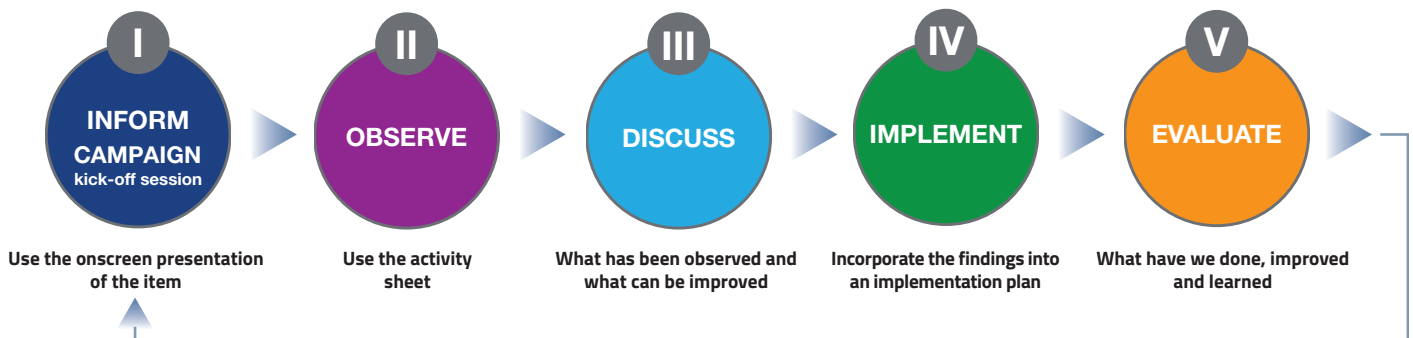 I
INFORM
CAMPAIGN
kick-off session
Use the onscreen presentation
of the item
II
OBSERVE
Use the activity
sheet
III
DISCUSS
What has been observed and
what can be improved
IV
IMPLEMENT
Incorporate the findings into
an implementation plan
V
EVALUATE
What have we done, improved
and learned